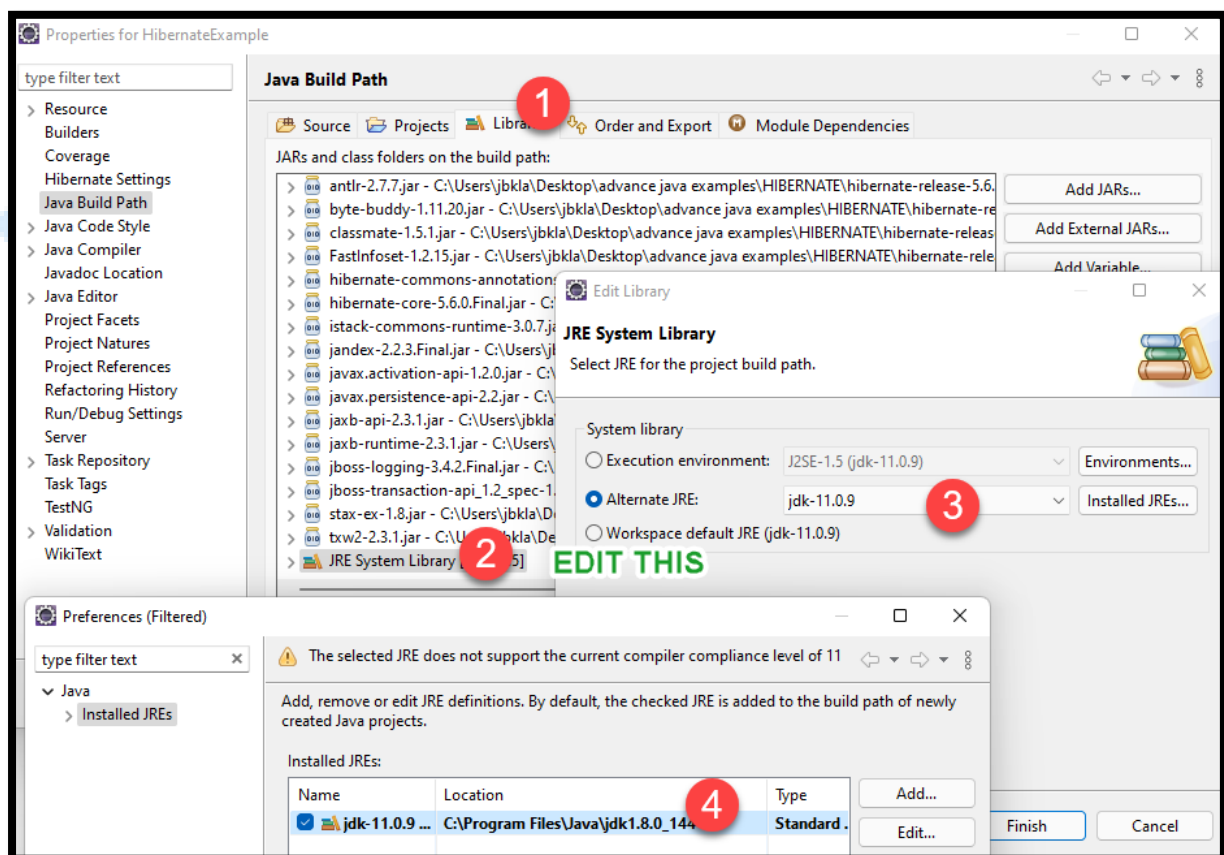 Properties for HibernateExample
type filter text
Resource
Builders
Coverage
Hibernate Settings
Java Build Path
Java Code Style
Java Compiler
Javadoc Location
Java Editor
Project Facets
Project Natures
Project References
Refactoring History
Run/Debug Settings
Server
Task Repository
Task Tags
TestNG
Validation
WikiText
Java Build Path
1
Source Projects Order and Export Module Dependencies
JARs and class folders on the build path:
antlr-2.7.7.jar - C:\Users\jbkla\Desktop\advance java examples\HIBERNATE\hibernate-release-5.6.
byte-buddy-1.11.20.jar - C:\Users\jbkla\Desktop\advance java examples\HIBERNATE\hibernate-re
classmate-1.5.1.jar - C:\Users\jbkla\Desktop\advance java examples\HIBERNATE\hibernate-releas
FastInfoset-1.2.15.jar - C:\Users\jbkla\Desktop\advance java examples\HIBERNATE\hibernate-rele
hibernate-commons-annotation
hibernate-core-5.6.0.Final.jar - C:
istack-commons-runtime-3.0.7.ja
jandex-2.2.3.Final.jar - C:\Users\j
javax.activation-api-1.2.0.jar - C:\
javax.persistence-api-2.2.jar - C:\
jaxb-api-2.3.1.jar - C:\Users\jbkla
jaxb-runtime-2.3.1.jar - C:\Users\
jboss-logging-3.4.2.Final.jar - C:\
jboss-transaction-api_1.2_spec-1.
stax-ex-1.8.jar - C:\Users\jbkla\D
txw2-2.3.1.jar - C:\U bkla\De
JRE System Library [ 5]
2
EDIT THIS
Add JARs...
Add External JARs...
Add Variable...
Edit Library
JRE System Library
Select JRE for the project build path.
System library
Execution environment: J2SE-1.5 (jdk-11.0.9) Environments...
Alternate JRE: jdk-11.0.9 3 Installed JREs...
Workspace default JRE (jdk-11.0.9)
Preferences (Filtered)
type filter text
Java
Installed JREs
The selected JRE does not support the current compiler compliance level of 11
Add, remove or edit JRE definitions. By default, the checked JRE is added to the build path of newly
created Java projects.
Installed JREs:
Name Location Type
jdk-11.0.9 ... C:\Program Files\Java\jdk1.8.0_144 Standard .
4
Add...
Edit...
Finish Cancel